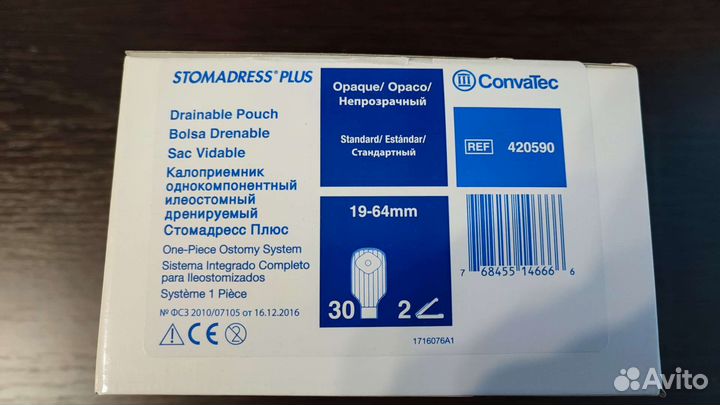 STOMADRESS® PLUS
Drainable Pouch
Bolsa Drenable
Sac Vidable
Калоприемник
однокомпонентный
илеостомный
дренируемый
Стомадресс Плюс
One-Piece Ostomy System
Sistema Integrado Completo
para Ileostomizados
Système 1 Pièce
№ ФСЗ 2010/07105 от 16.12.2016
CE
2
Opaque/ Opaco/
Непрозрачный
Standard/ Estándar/
Стандартный
19-64mm
30 2
1716076A1
ConvaTec
REF 420590
7 68455 14666 6
Avito